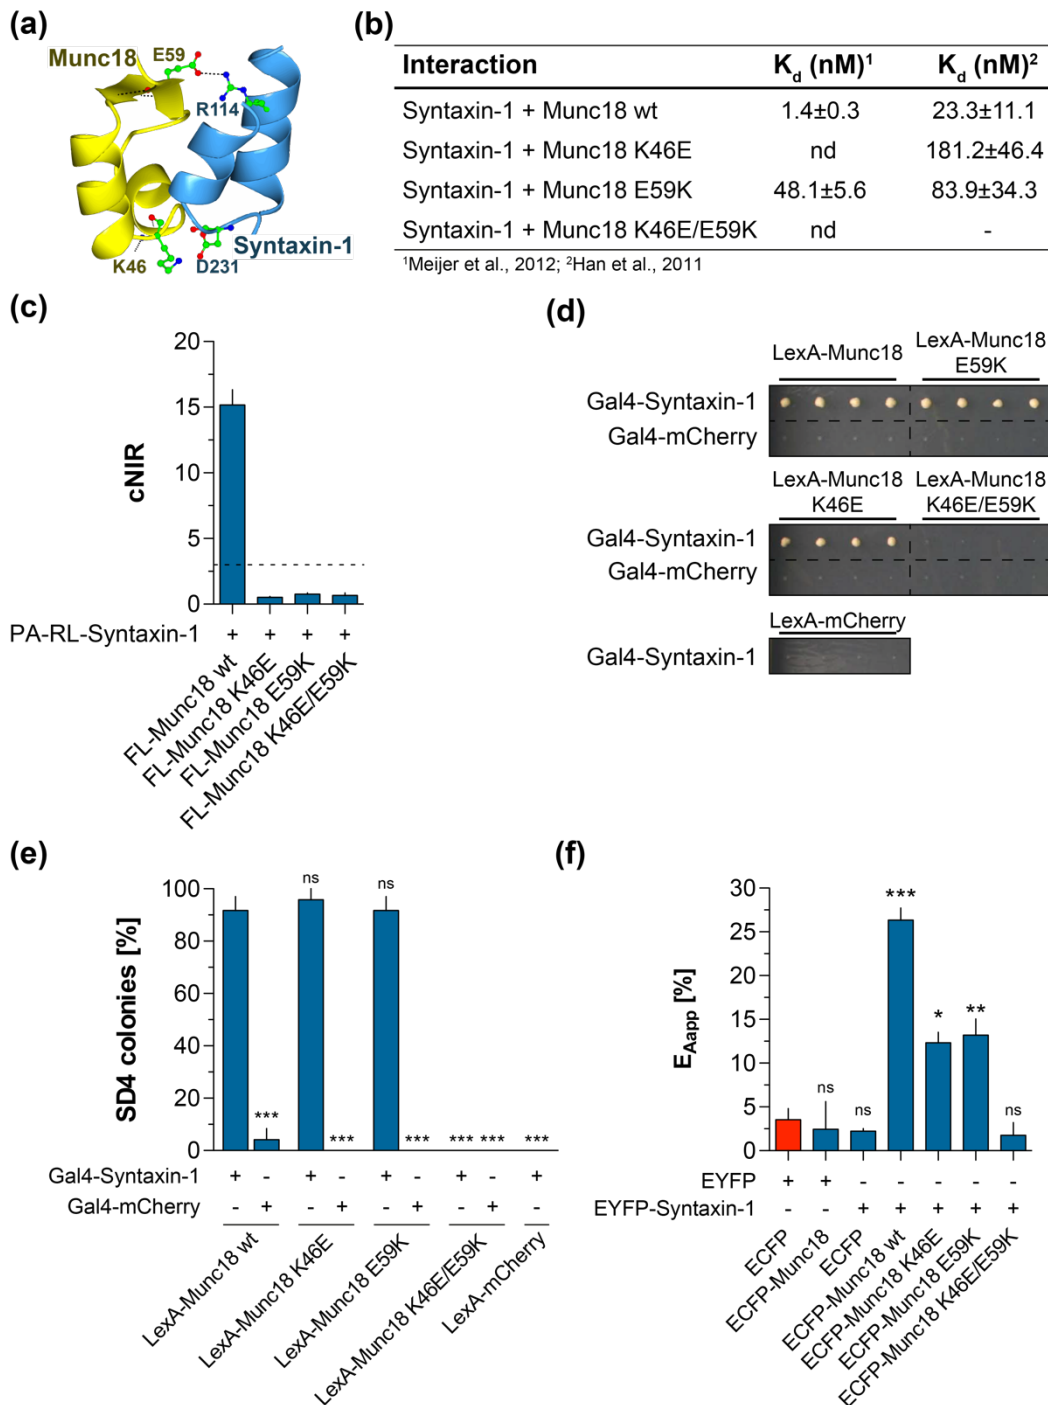 (a)
Munc18
E59
R114
K46
D231
Syntaxin-1
(b)
Interaction Kd (nM)¹ Kd (nM)²
Syntaxin-1 + Munc18 wt 1.4±0.3 23.3±11.1
Syntaxin-1 + Munc18 K46E nd 181.2±46.4
Syntaxin-1 + Munc18 E59K 48.1±5.6 83.9±34.3
Syntaxin-1 + Munc18 K46E/E59K nd -
¹Meijer et al., 2012; ²Han et al., 2011
(c)
20
15
10
5
0
cNIR
PA-RL-Syntaxin-1 + + + +
FL-Munc18 wt
FL-Munc18 K46E
FL-Munc18 E59K
FL-Munc18 K46E/E59K
(d)
LexA-Munc18
LexA-Munc18
E59K
Gal4-Syntaxin-1
Gal4-mCherry
LexA-Munc18
K46E
LexA-Munc18
K46E/E59K
Gal4-Syntaxin-1
Gal4-mCherry
LexA-mCherry
Gal4-Syntaxin-1
(e)
100
80
60
40
20
0
SD4 colonies [%]
*** ns *** ns *** *** *** ***
Gal4-Syntaxin-1 + - + - + - + - +
Gal4-mCherry - + - + - + - + -
LexA-Munc18 wt
LexA-Munc18 K46E
LexA-Munc18 E59K
LexA-Munc18 K46E/E59K
LexA-mCherry
(f)
30
25
20
15
10
5
0
EAapp [%]
ns ns *** * ** ns
EYFP + + - - - - -
EYFP-Syntaxin-1 - - + + + + +
ECFP
ECFP-Munc18
ECFP
ECFP-Munc18 wt
ECFP-Munc18 K46E
ECFP-Munc18 E59K
ECFP-Munc18 K46E/E59K